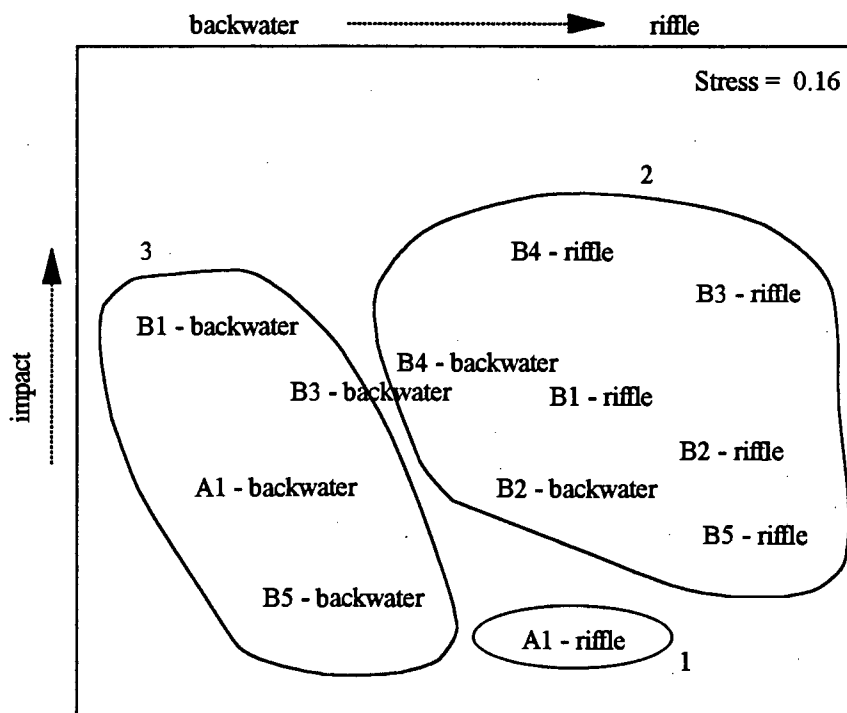 backwater riffle
Stress = 0.16
2
3
B4 - riffle
B3 - riffle
B1 - backwater
B4 - backwater
B3 - backwater
B1 - riffle
impact
B2 - riffle
A1 - backwater
B2 - backwater
B5 - riffle
B5 - backwater
A1 - riffle
1